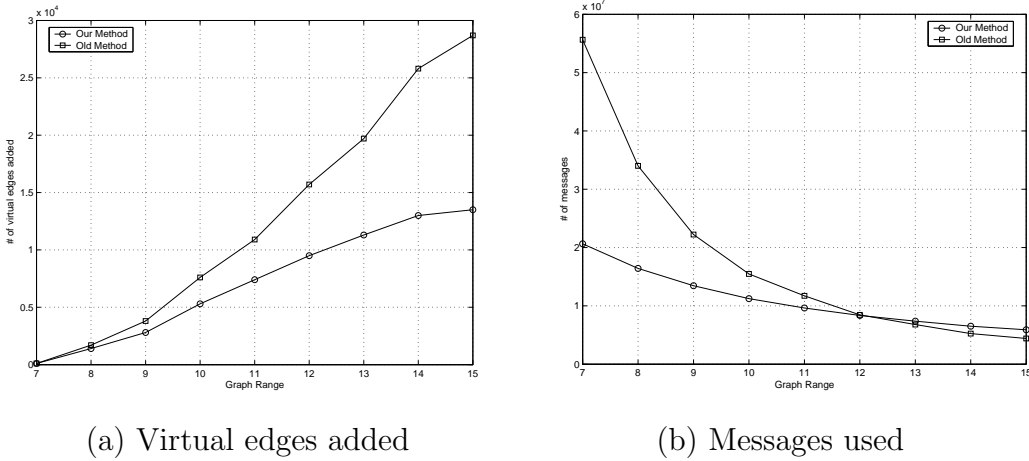 x 10^4
3
2.5
2
1.5
1
0.5
0
7 8 9 10 11 12 13 14 15
Graph Range
# of virtual edges added
Our Method
Old Method
(a) Virtual edges added
x 10^7
6
5
4
3
2
1
0
7 8 9 10 11 12 13 14 15
Graph Range
# of messages
Our Method
Old Method
(b) Messages used